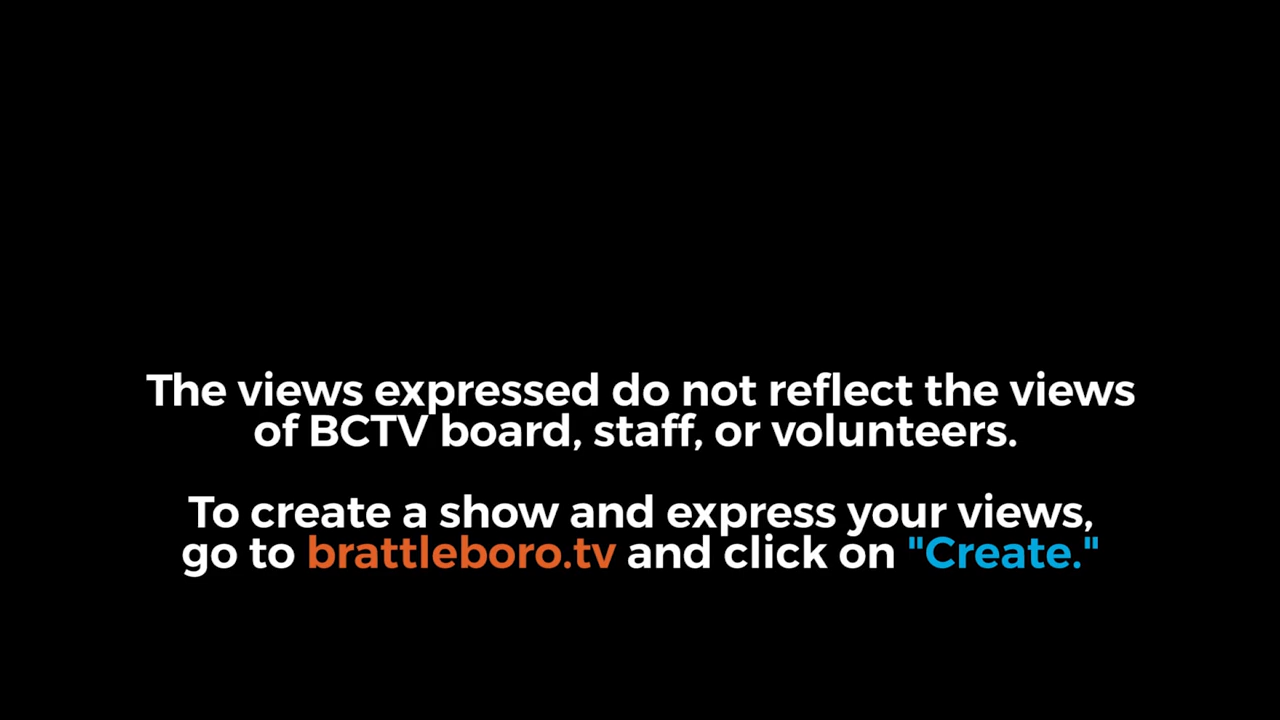 The views expressed do not reflect the views
of BCTV board, staff, or volunteers.
To create a show and express your views,
go to brattleboro.tv and click on "Create."